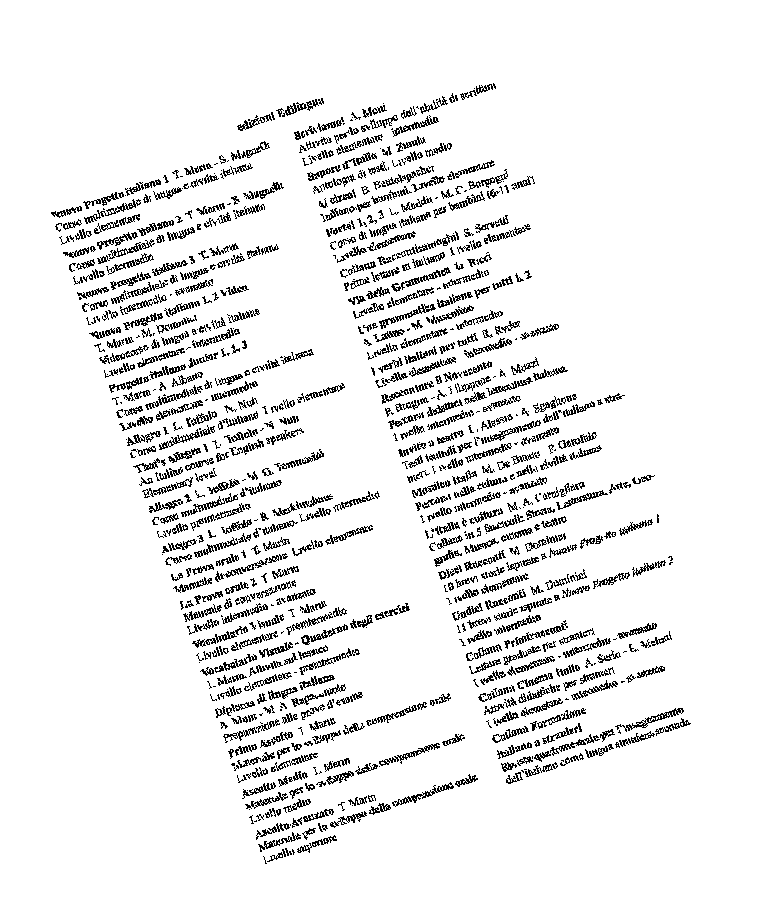 edizioni Edilingua
Nuovo Progetto italiano 1 T. Marin - S. Magnelli
Corso multimediale di lingua e civiltà italiana
Livello elementare
Nuovo Progetto italiano 2 T. Marin - S. Magnelli
Corso multimediale di lingua e civiltà italiana
Livello intermedio
Nuovo Progetto italiano 3 T. Marin
Corso multimediale di lingua e civiltà italiana
Livello intermedio - avanzato
Nuovo Progetto italiano 1, 2 Video
T. Marin - M. Dominici
Videocorso di lingua e civiltà italiana
Livello elementare - intermedio
Progetto italiano Junior 1, 2, 3
T. Marin - A. Albano
Corso multimediale di lingua e civiltà italiana
Livello elementare - intermedio
Allegro 1 L. Toffolo - N. Nuti
Corso multimediale d'italiano. Livello elementare
That's Allegro 1 L. Toffolo - N. Nuti
An Italian course for English speakers
Elementary level
Allegro 2 L. Toffolo - M. G. Tommasini
Corso multimediale d'italiano
Livello preintermedio
Allegro 3 L. Toffolo - R. Merklinghaus
Corso multimediale d'italiano. Livello intermedio
La Prova orale 1 T. Marin
Manuale di conversazione. Livello elementare
La Prova orale 2 T. Marin
Manuale di conversazione
Livello intermedio - avanzato
Vocabolario Visuale T. Marin
Livello elementare - preintermedio
Vocabolario Visuale - Quaderno degli esercizi
T. Marin. Attività sul lessico
Livello elementare - preintermedio
Diploma di lingua italiana
A. Moni - M. A. Rapacciuolo
Preparazione alle prove d'esame
Primo Ascolto T. Marin
Materiale per lo sviluppo della comprensione orale
Livello elementare
Ascolto Medio T. Marin
Materiale per lo sviluppo della comprensione orale
Livello medio
Ascolto Avanzato T. Marin
Materiale per lo sviluppo della comprensione orale
Livello superiore
Scriviamo! A. Moni
Attività per lo sviluppo dell'abilità di scrittura
Livello elementare - intermedio
Sapore d'Italia M. Zurula
Antologia di testi. Livello medio
Al circo! B. Beutelspacher
Italiano per bambini. Livello elementare
Forte! 1, 2, 3 L. Maddii - M. C. Borgogni
Corso di lingua italiana per bambini (6-11 anni)
Livello elementare
Collana Raccontimmagini S. Servetti
Prime letture in italiano. Livello elementare
Via della Grammatica M. Ricci
Livello elementare - intermedio
Una grammatica italiana per tutti 1, 2
A. Latino - M. Muscolino
Livello elementare - intermedio
I verbi italiani per tutti R. Ryder
Livello elementare - intermedio - avanzato
Raccontare il Novecento
P. Brogini - A. Filippone - A. Muzzi
Percorsi didattici nella letteratura italiana
Livello intermedio - avanzato
Invito a teatro L. Alessio - A. Sgaglione
Testi teatrali per l'insegnamento dell'italiano a stra-
nieri. Livello intermedio - avanzato
Mosaico Italia M. De Biasio - P. Garofalo
Percorsi nella cultura e nella civiltà italiana
Livello intermedio - avanzato
L'Italia è cultura M. A. Cernigliaro
Collana in 5 fascicoli: Storia, Letteratura, Arte, Geo-
grafia, Musica, cinema e teatro
Dieci Racconti M. Dominici
10 brevi storie ispirate a Nuovo Progetto italiano 1
Livello elementare
Undici Racconti M. Dominici
11 brevi storie ispirate a Nuovo Progetto italiano 2
Livello intermedio
Collana Primiracconti
Letture graduate per stranieri
Livello elementare - intermedio - avanzato
Collana Cinema Italia A. Serio - E. Meloni
Attività didattiche per stranieri
Livello elementare - intermedio - avanzato
Collana Formazione
italiano a stranieri
Rivista quadrimestrale per l'insegnamento
dell'italiano come lingua straniera/seconda